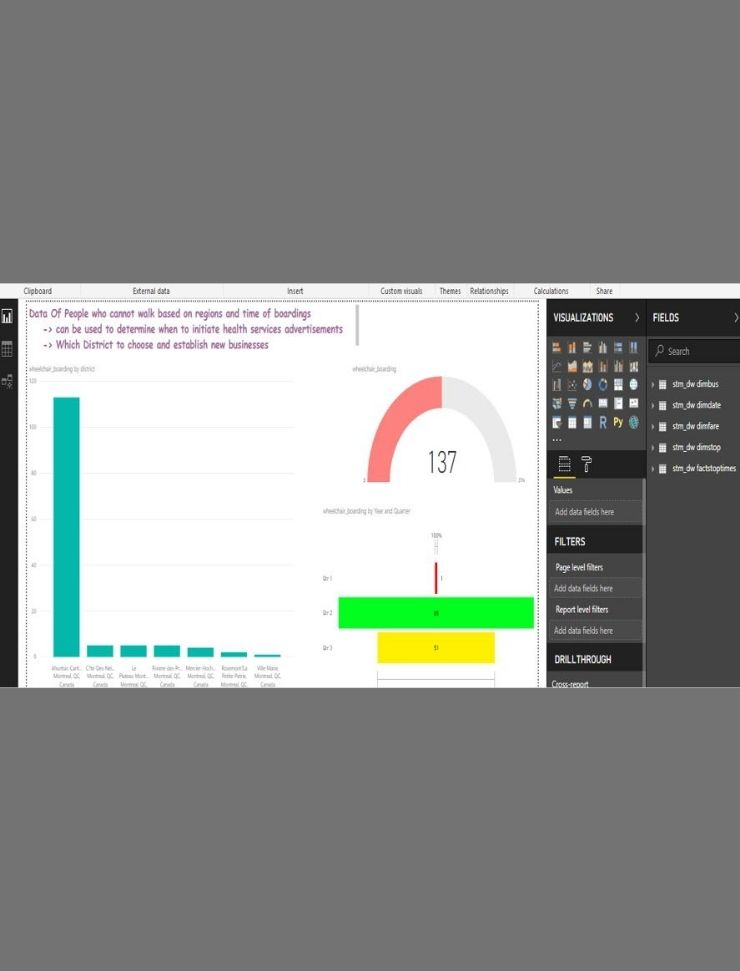 Clipboard
External data
Insert
Custom visuals
Themes
Relationships
Calculations
Share
Data Of People who cannot walk based on regions and time of boardings
-> can be used to determine when to initiate health services advertisements
-> Which District to choose and establish new businesses
wheelchair_boarding by district
120
100
80
60
40
20
0
Ahuntsic-Cart...
Montreal, QC,
Canada
Montreal, QC,
Canada
Le
Plateau-Mont...
Montreal, QC,
Canada
Rivière-des-Pr...
Montreal, QC,
Canada
Mercier-Hoch...
Montreal, QC,
Canada
Rosemont-La
Petite-Patrie,
Montreal, QC,
Canada
Ville-Marie,
Montreal, QC,
Canada
wheelchair_boarding
137
wheelchair_boarding by Year and Quarter
100%
Qtr 1
1
Qtr 2
85
Qtr 3
51
VISUALIZATIONS
R
Py
...
Values
Add data fields here
FILTERS
Page level filters
Add data fields here
Report level filters
Add data fields here
DRILLTHROUGH
Cross-report
FIELDS
Search
stm_dw dimbus
stm_dw dimdate
stm_dw dimfare
stm_dw dimstop
stm_dw factstoptimes